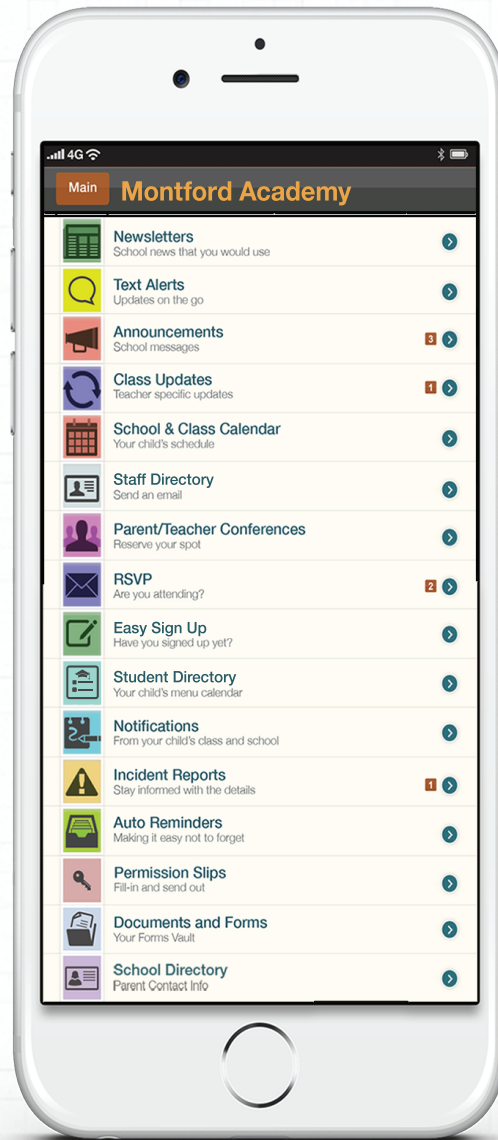 4G
Main
Montford Academy
Newsletters
School news that you would use
Text Alerts
Updates on the go
Announcements
School messages
3
Class Updates
Teacher specific updates
1
School & Class Calendar
Your child's schedule
Staff Directory
Send an email
Parent/Teacher Conferences
Reserve your spot
RSVP
Are you attending?
2
Easy Sign Up
Have you signed up yet?
Student Directory
Your child's menu calendar
Notifications
From your child's class and school
Incident Reports
Stay informed with the details
1
Auto Reminders
Making it easy not to forget
Permission Slips
Fill-in and send out
Documents and Forms
Your Forms Vault
School Directory
Parent Contact Info